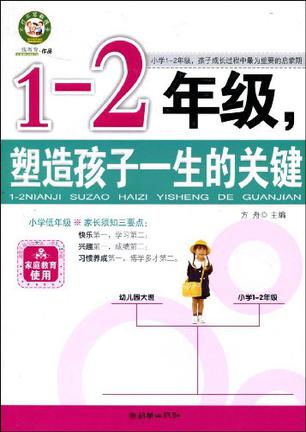 小学1-2年级，孩子成长过程中最为重要的启蒙期
1-2年级，
塑造孩子一生的关键
1-2NIANJI SUZAO HAIZI YISHENG DE GUANJIAN
方舟◎主编
小学低年级 ※ 家长须知三要点：
快乐第一，学习第二；
兴趣第一，成绩第二；
习惯养成第一，博学多才第二。
家庭教育
使用
幼儿园大班
小学1-2年级